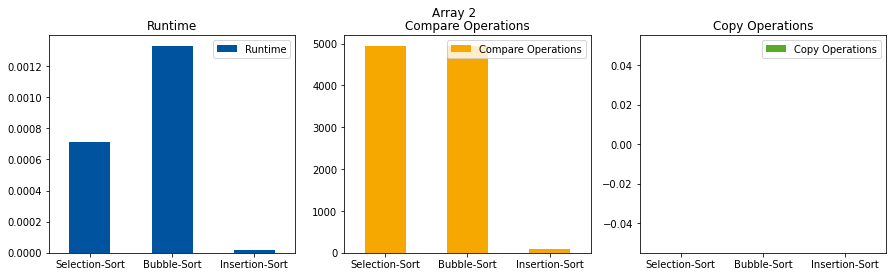 Array 2
Runtime
Runtime
0.0012
0.0010
0.0008
0.0006
0.0004
0.0002
0.0000
Selection-Sort Bubble-Sort Insertion-Sort
Compare Operations
Compare Operations
5000
4000
3000
2000
1000
0
Selection-Sort Bubble-Sort Insertion-Sort
Copy Operations
Copy Operations
0.04
0.02
0.00
−0.02
−0.04
Selection-Sort Bubble-Sort Insertion-Sort